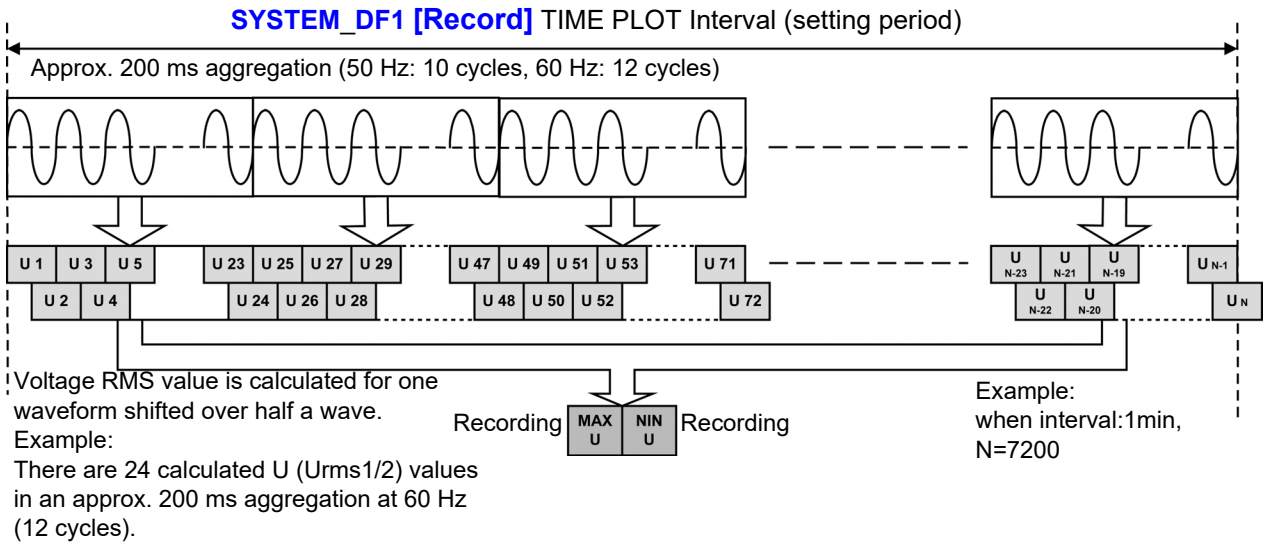 SYSTEM_DF1 [Record] TIME PLOT Interval (setting period)
Approx. 200 ms aggregation (50 Hz: 10 cycles, 60 Hz: 12 cycles)
U 1 U 3 U 5 U 23 U 25 U 27 U 29 U 47 U 49 U 51 U 53 U 71 U N-23 U N-21 U N-19 U N-1
U 2 U 4 U 24 U 26 U 28 U 48 U 50 U 52 U 72 U N-22 U N-20 U N
Voltage RMS value is calculated for one
waveform shifted over half a wave.
Example:
There are 24 calculated U (Urms1/2) values
in an approx. 200 ms aggregation at 60 Hz
(12 cycles).
Recording MAX U NIN U Recording
Example:
when interval:1min,
N=7200